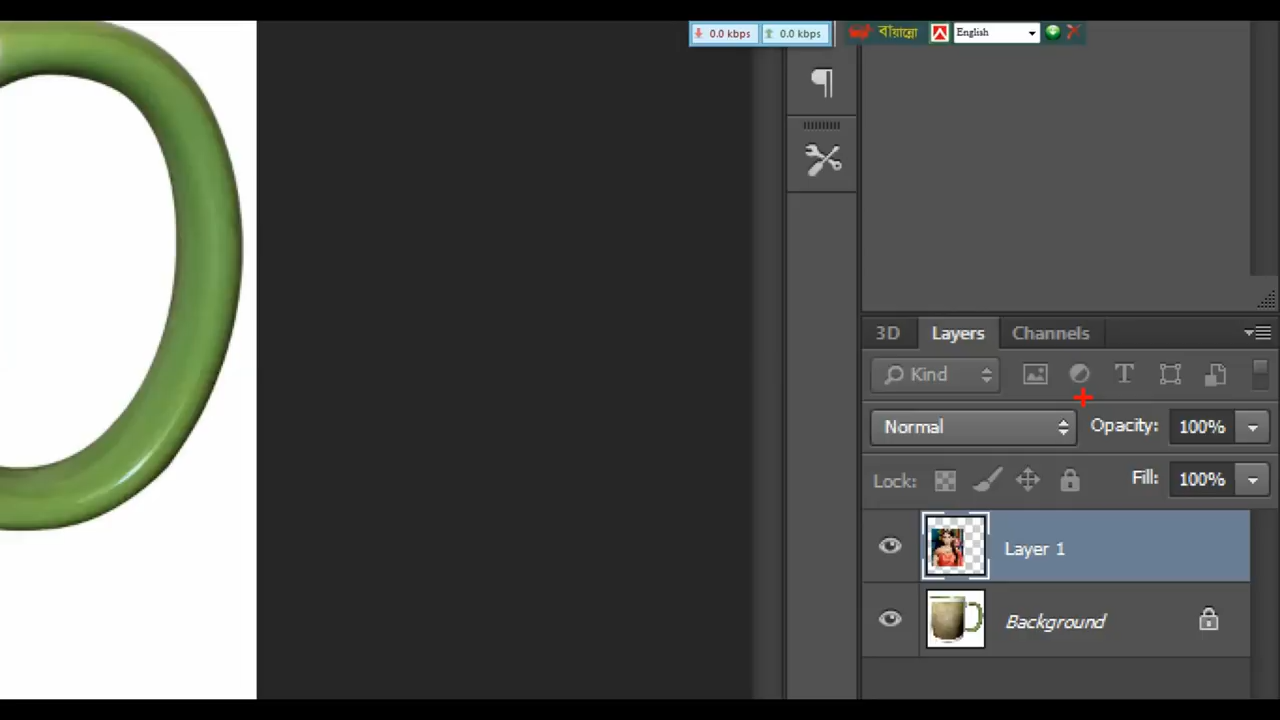 0.0 kbps 0.0 kbps বায়ান্নো English
3D Layers Channels
Kind
Normal Opacity: 100%
Lock: Fill: 100%
Layer 1
Background